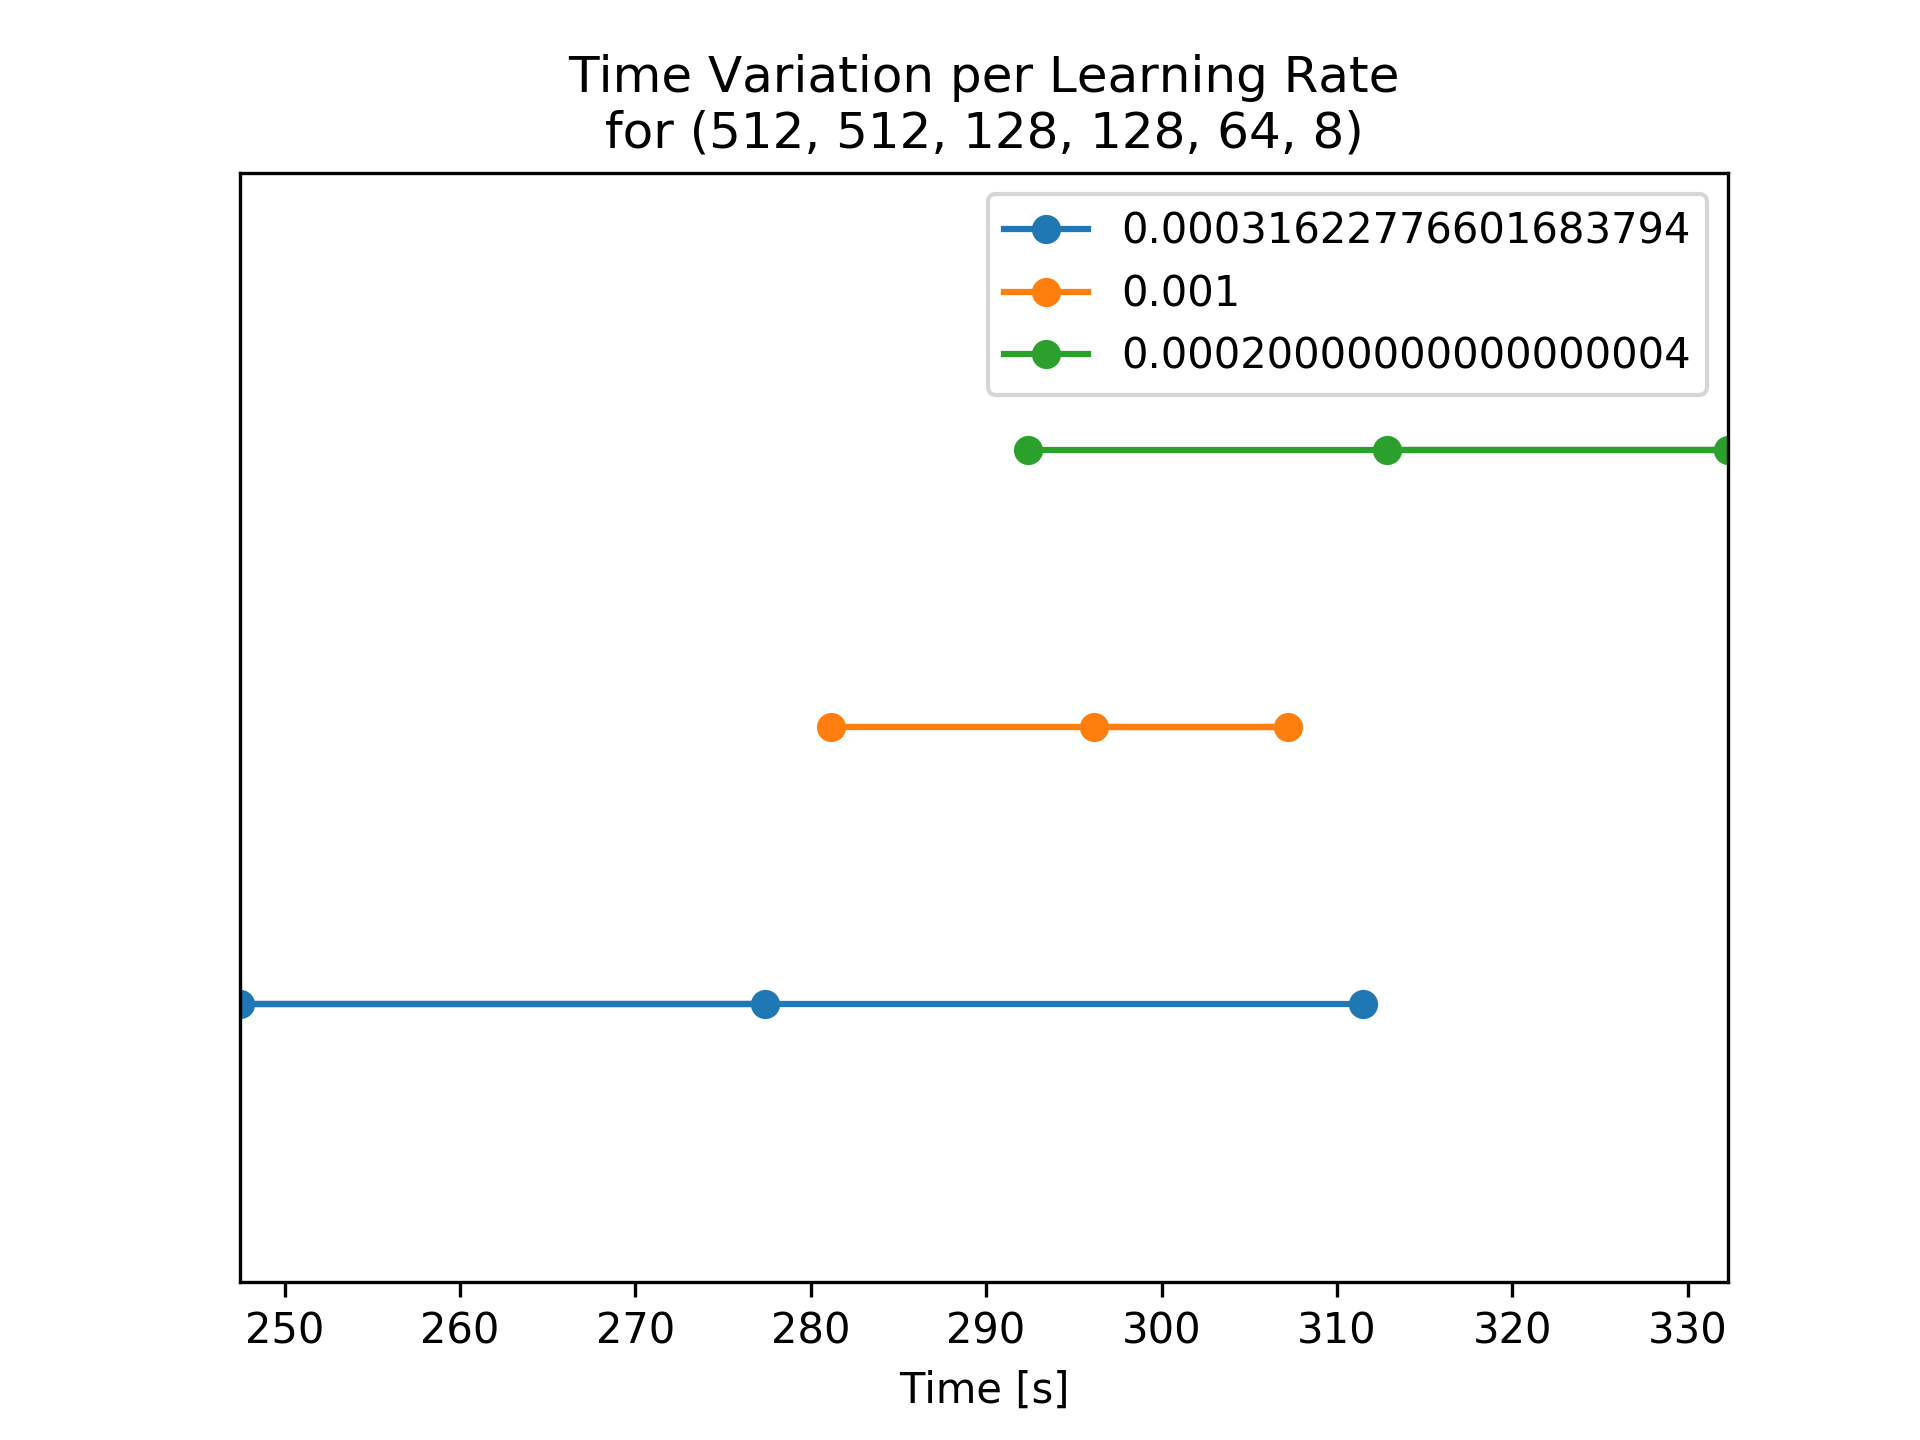 Time Variation per Learning Rate
for (512, 512, 128, 128, 64, 8)
0.00031622776601683794
0.001
0.00020000000000000004
250 260 270 280 290 300 310 320 330
Time [s]